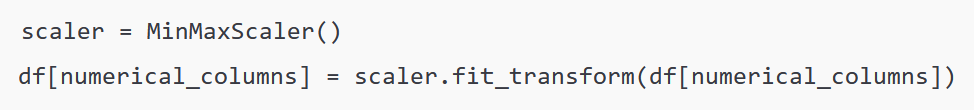 scaler = MinMaxScaler()
df[numerical_columns] = scaler.fit_transform(df[numerical_columns])